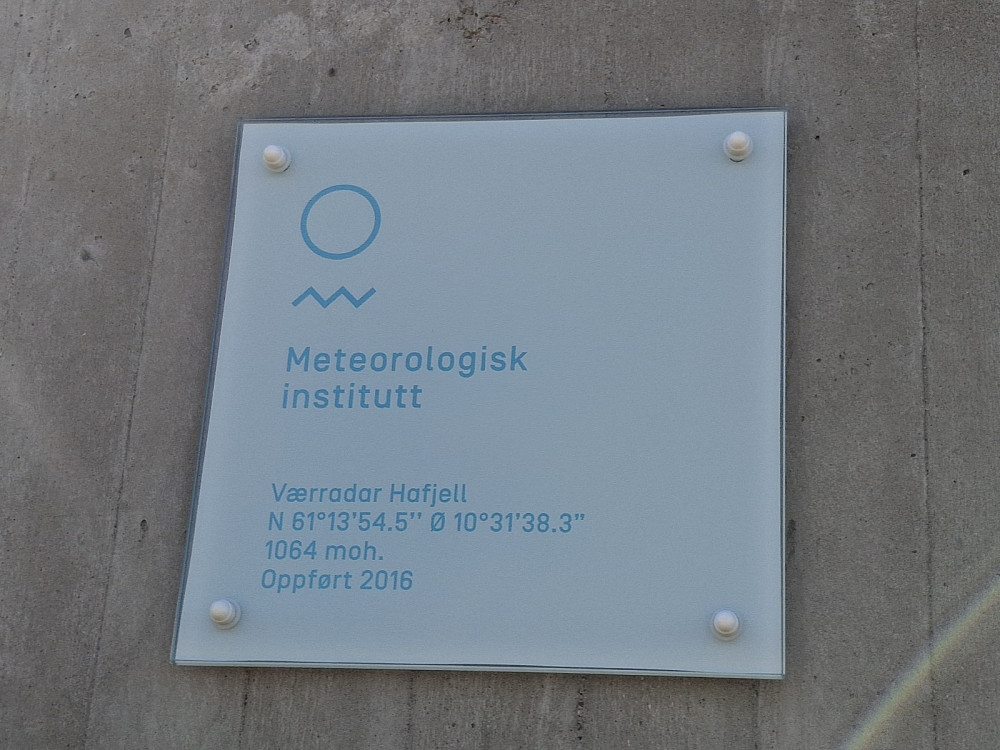 Meteorologisk
institutt
Værradar Hafjell
N 61°13'54.5'' Ø 10°31'38.3”
1064 moh.
Oppført 2016